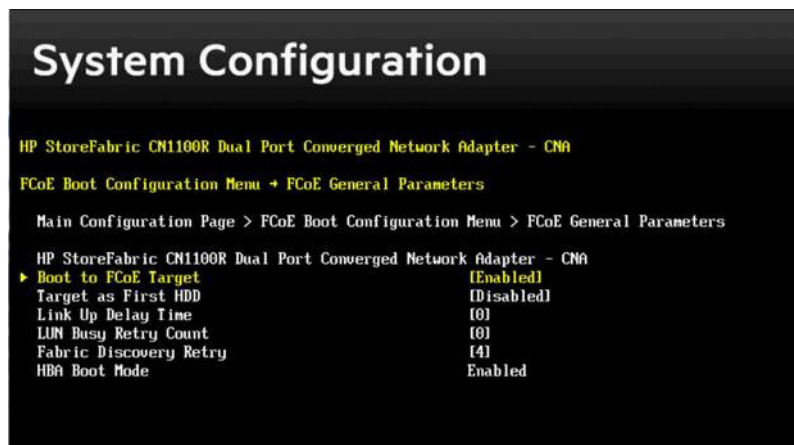 System Configuration
HP StoreFabric CN1100R Dual Port Converged Network Adapter - CNA
FCoE Boot Configuration Menu → FCoE General Parameters
Main Configuration Page > FCoE Boot Configuration Menu > FCoE General Parameters
HP StoreFabric CN1100R Dual Port Converged Network Adapter - CNA
Boot to FCoE Target [Enabled]
Target as First HDD [Disabled]
Link Up Delay Time [0]
LUN Busy Retry Count [0]
Fabric Discovery Retry [4]
HBA Boot Mode Enabled